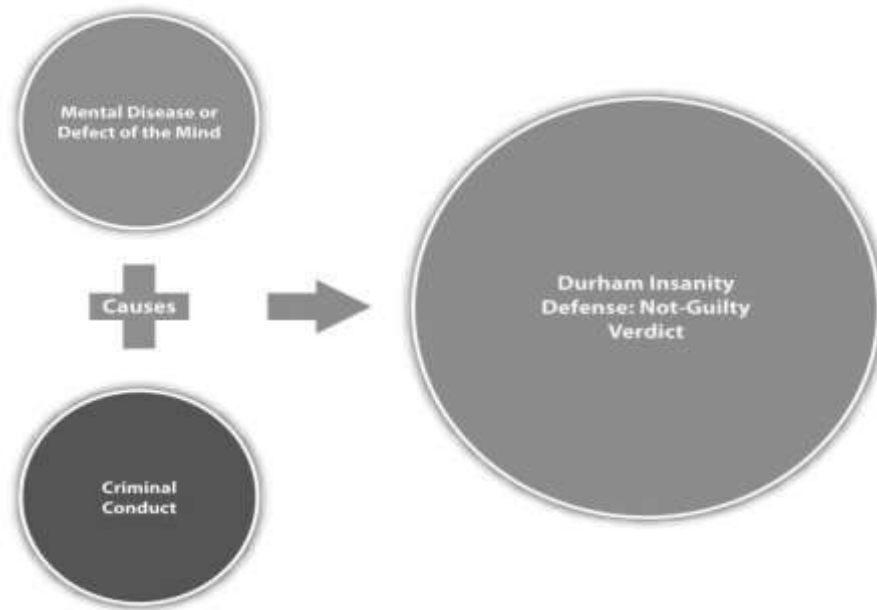 Mental Disease or
Defect of the Mind
Causes
Criminal
Conduct
Durham Insanity
Defense: Not-Guilty
Verdict